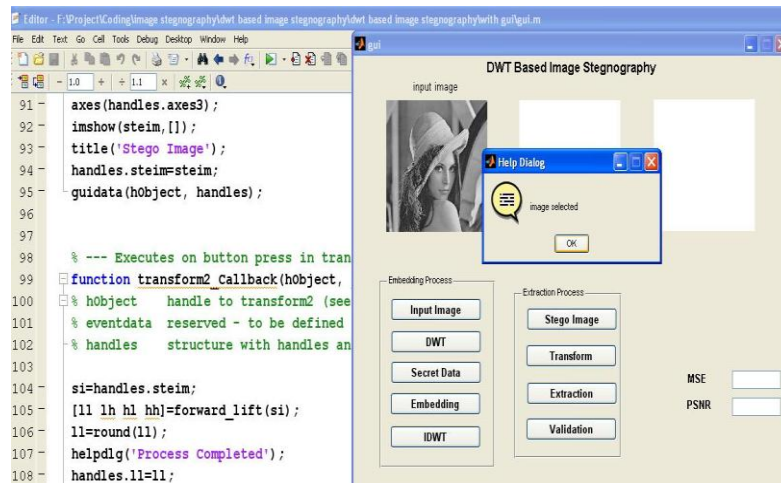 Editor - F:\Project\Coding\image stegnography\dwt based image stegnography\dwt based image stegnography\with gui\gui.m
File Edit Text Go Cell Tools Debug Desktop Window Help
- 1.0 + ÷ 1.1 ×
91 - axes(handles.axes3);
92 - imshow(steim,[]);
93 - title('Stego Image');
94 - handles.steim=steim;
95 - guidata(hObject, handles);
96
97
98 % --- Executes on button press in tran
99 function transform2_Callback(hObject,
100 % hObject    handle to transform2 (see
101 % eventdata  reserved - to be defined
102 % handles    structure with handles an
103
104 - si=handles.steim;
105 - [ll lh hl hh]=forward_lift(si);
106 - ll=round(ll);
107 - helpdlg('Process Completed');
108 - handles.ll=ll;
gui
DWT Based Image Stegnography
input image
Help Dialog
image selected
OK
Embedding Process
Input Image
DWT
Secret Data
Embedding
IDWT
Extraction Process
Stego Image
Transform
Extraction
Validation
MSE
PSNR